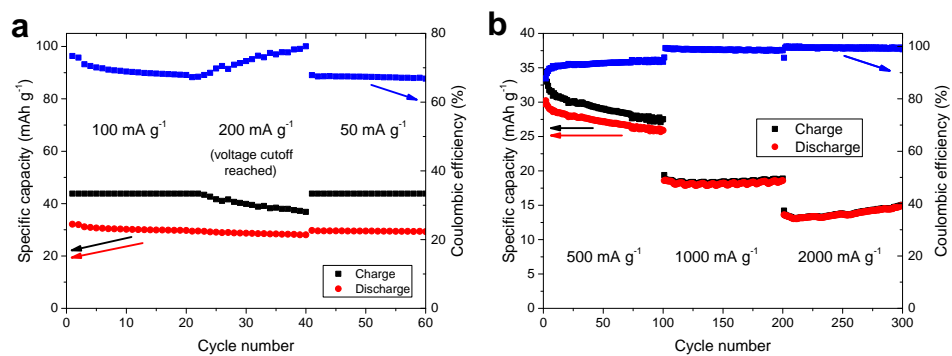 a
Specific capacity (mAh g⁻¹)
100
80
60
40
20
0
0 10 20 30 40 50 60
Cycle number
80
60
40
20
0
Coulombic efficiency (%)
100 mA g⁻¹
200 mA g⁻¹
50 mA g⁻¹
(voltage cutoff
reached)
Charge
Discharge
b
Specific capacity (mAh g⁻¹)
40
35
30
25
20
15
10
5
0
0 50 100 150 200 250 300
Cycle number
100
80
60
40
20
0
Coulombic efficiency (%)
Charge
Discharge
500 mA g⁻¹
1000 mA g⁻¹
2000 mA g⁻¹